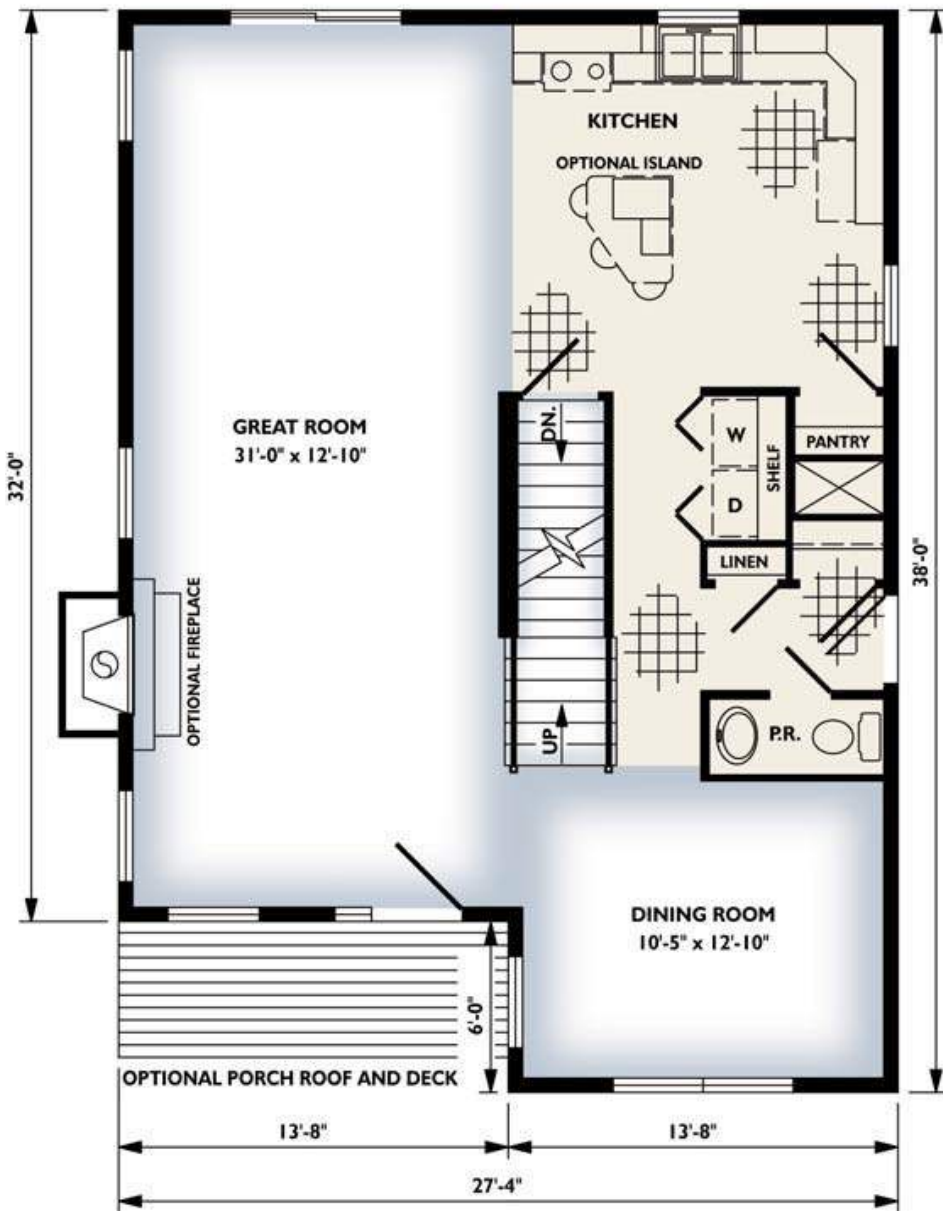 KITCHEN
OPTIONAL ISLAND
GREAT ROOM
31'-0" x 12'-10"
32'-0"
DN.
W
D
SHELF
PANTRY
LINEN
38'-0"
OPTIONAL FIREPLACE
UP
P.R.
DINING ROOM
10'-5" x 12'-10"
6'-0"
OPTIONAL PORCH ROOF AND DECK
13'-8"
13'-8"
27'-4"